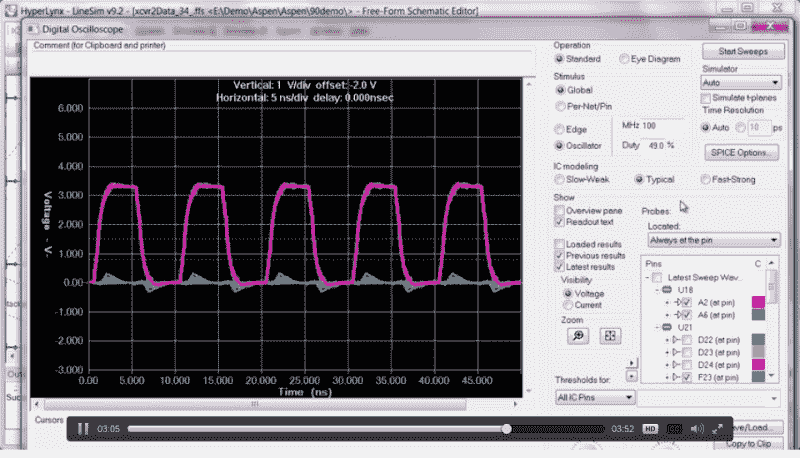 HyperLynx - LineSim v9.2 - [xcvr2Data_34_.ffs <E:\Demo\Aspen\Aspen\90demo\> - Free-Form Schematic Editor]
Digital Oscilloscope
Comment (for Clipboard and printer)
Vertical: 1 V/div offset:-2.0 V
Horizontal: 5 ns/div delay: 0.000nsec
6.000
5.000
4.000
3.000
2.000
1.000
0.00
-1.000
-2.000
-3.000
Voltage - V-
0.00 5.000 10.000 15.000 20.000 25.000 30.000 35.000 40.000 45.000
Time (ns)
Cursors
Operation
Standard Eye Diagram
Stimulus
Global
Per-Net/Pin
Edge
Oscillator
MHz 100
Duty 49.0 %
IC modeling
Slow-Weak Typical Fast-Strong
Show
Overview pane
Readout text
Loaded results
Previous results
Latest results
Visibility
Voltage
Current
Zoom
Thresholds for:
All IC Pins
Start Sweeps
Simulator
Auto
Simulate t-planes
Time Resolution
Auto 10 ps
SPICE Options...
Probes:
Located:
Always at the pin
Pins C
Latest Sweep Wav...
U18
A2 (at pin)
A6 (at pin)
U21
D22 (at pin)
D23 (at pin)
D24 (at pin)
F23 (at pin)
03:05
03:52
HD
Copy to Clip